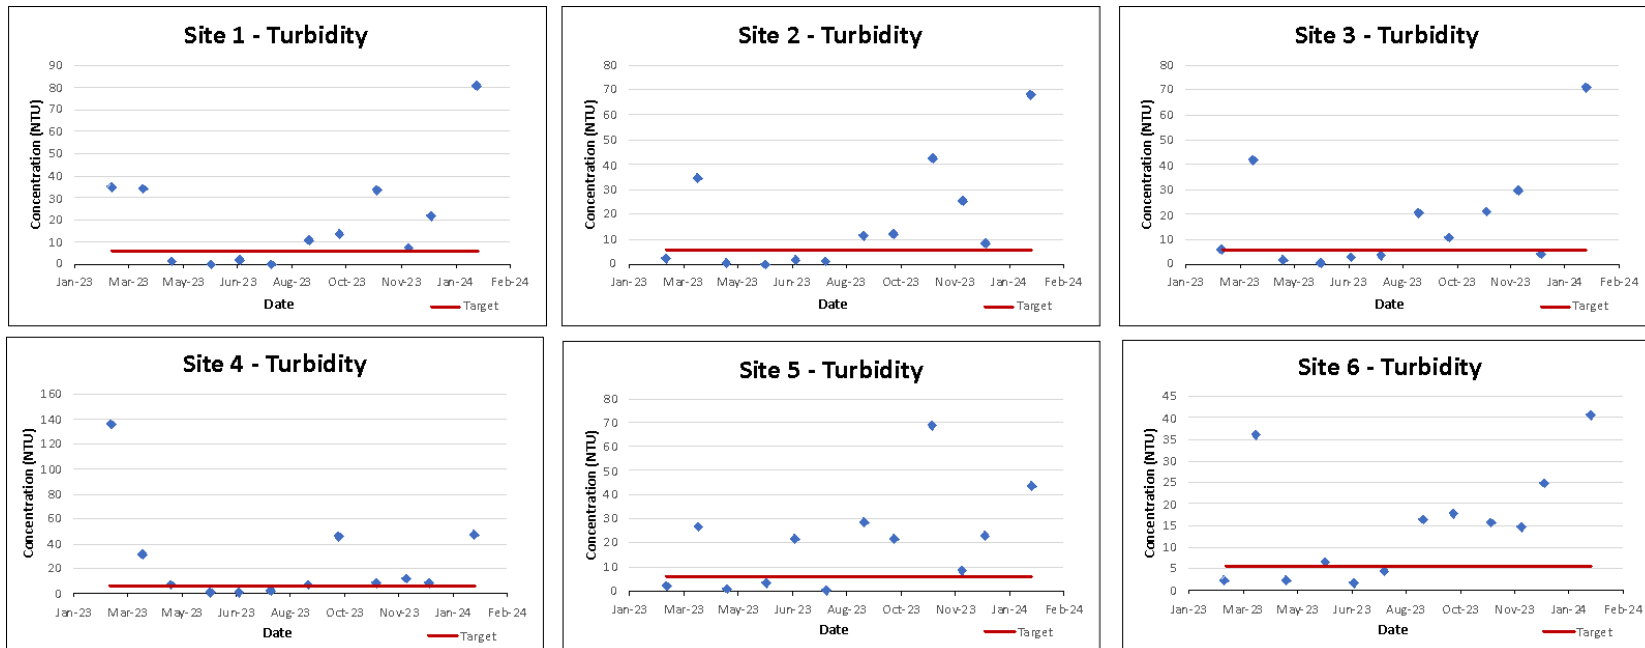 Site 1 - Turbidity
Concentration (NTU)
90
80
70
60
50
40
30
20
10
0
Jan-23 Mar-23 May-23 Jun-23 Aug-23 Oct-23 Nov-23 Jan-24 Feb-24
Date
Target
Site 2 - Turbidity
Concentration (NTU)
80
70
60
50
40
30
20
10
0
Jan-23 Mar-23 May-23 Jun-23 Aug-23 Oct-23 Nov-23 Jan-24 Feb-24
Date
Target
Site 3 - Turbidity
Concentration (NTU)
80
70
60
50
40
30
20
10
0
Jan-23 Mar-23 May-23 Jun-23 Aug-23 Oct-23 Nov-23 Jan-24 Feb-24
Date
Target
Site 4 - Turbidity
Concentration (NTU)
160
140
120
100
80
60
40
20
0
Jan-23 Mar-23 May-23 Jun-23 Aug-23 Oct-23 Nov-23 Jan-24 Feb-24
Date
Target
Site 5 - Turbidity
Concentration (NTU)
80
70
60
50
40
30
20
10
0
Jan-23 Mar-23 May-23 Jun-23 Aug-23 Oct-23 Nov-23 Jan-24 Feb-24
Date
Target
Site 6 - Turbidity
Concentration (NTU)
45
40
35
30
25
20
15
10
5
0
Jan-23 Mar-23 May-23 Jun-23 Aug-23 Oct-23 Nov-23 Jan-24 Feb-24
Date
Target